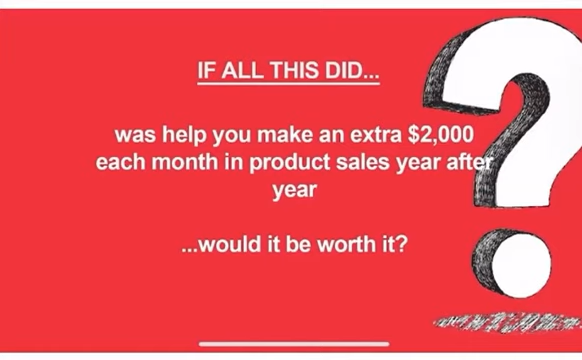 IF ALL THIS DID...
was help you make an extra $2,000
each month in product sales year after
year
...would it be worth it?